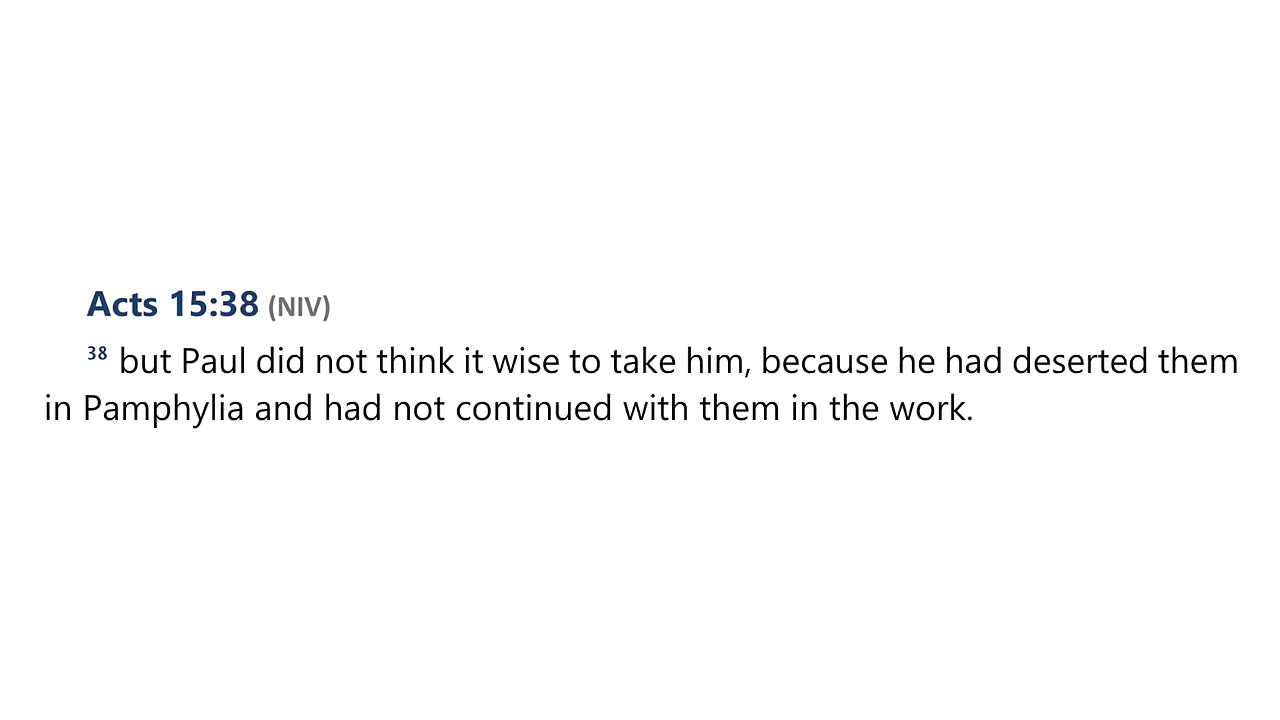 Acts 15:38 (NIV)
38 but Paul did not think it wise to take him, because he had deserted them
in Pamphylia and had not continued with them in the work.